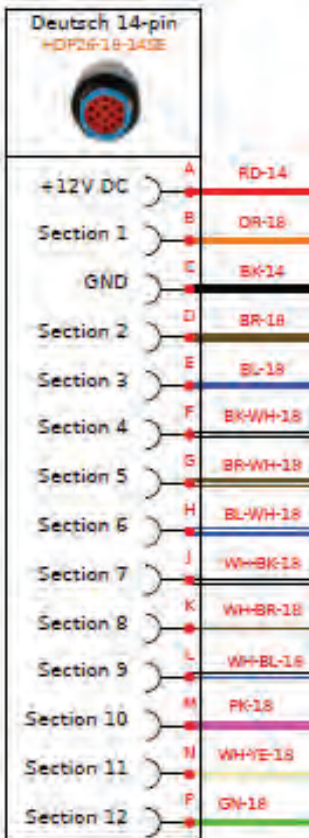 Deutsch 14-pin
HDP26-18-14SE
+12V DC A RD-14
Section 1 B OR-18
GND C BK-14
Section 2 D BR-18
Section 3 E BL-18
Section 4 F BK-WH-18
Section 5 G BR-WH-18
Section 6 H BL-WH-18
Section 7 J WH-BK-18
Section 8 K WH-BR-18
Section 9 L WH-BL-18
Section 10 M PK-18
Section 11 N WH-YE-18
Section 12 P GN-18